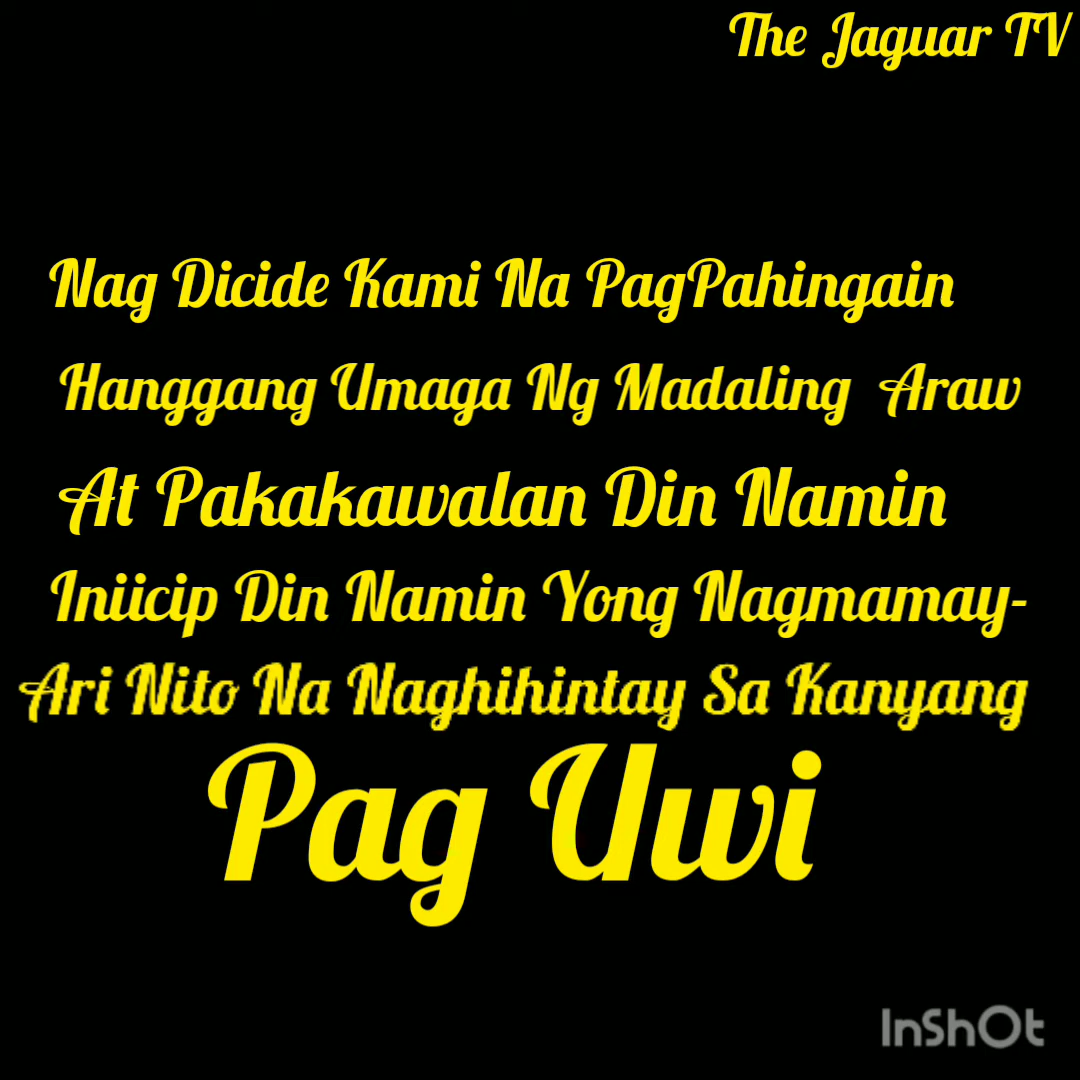 The Jaguar TV
Nag Dicide Kami Na PagPahingain
Hanggang Umaga Ng Madaling Araw
At Pakakawalan Din Namin
Iniicip Din Namin Yong Nagmamay-
Ari Nito Na Naghihintay Sa Kanyang
Pag Uwi
InShOt